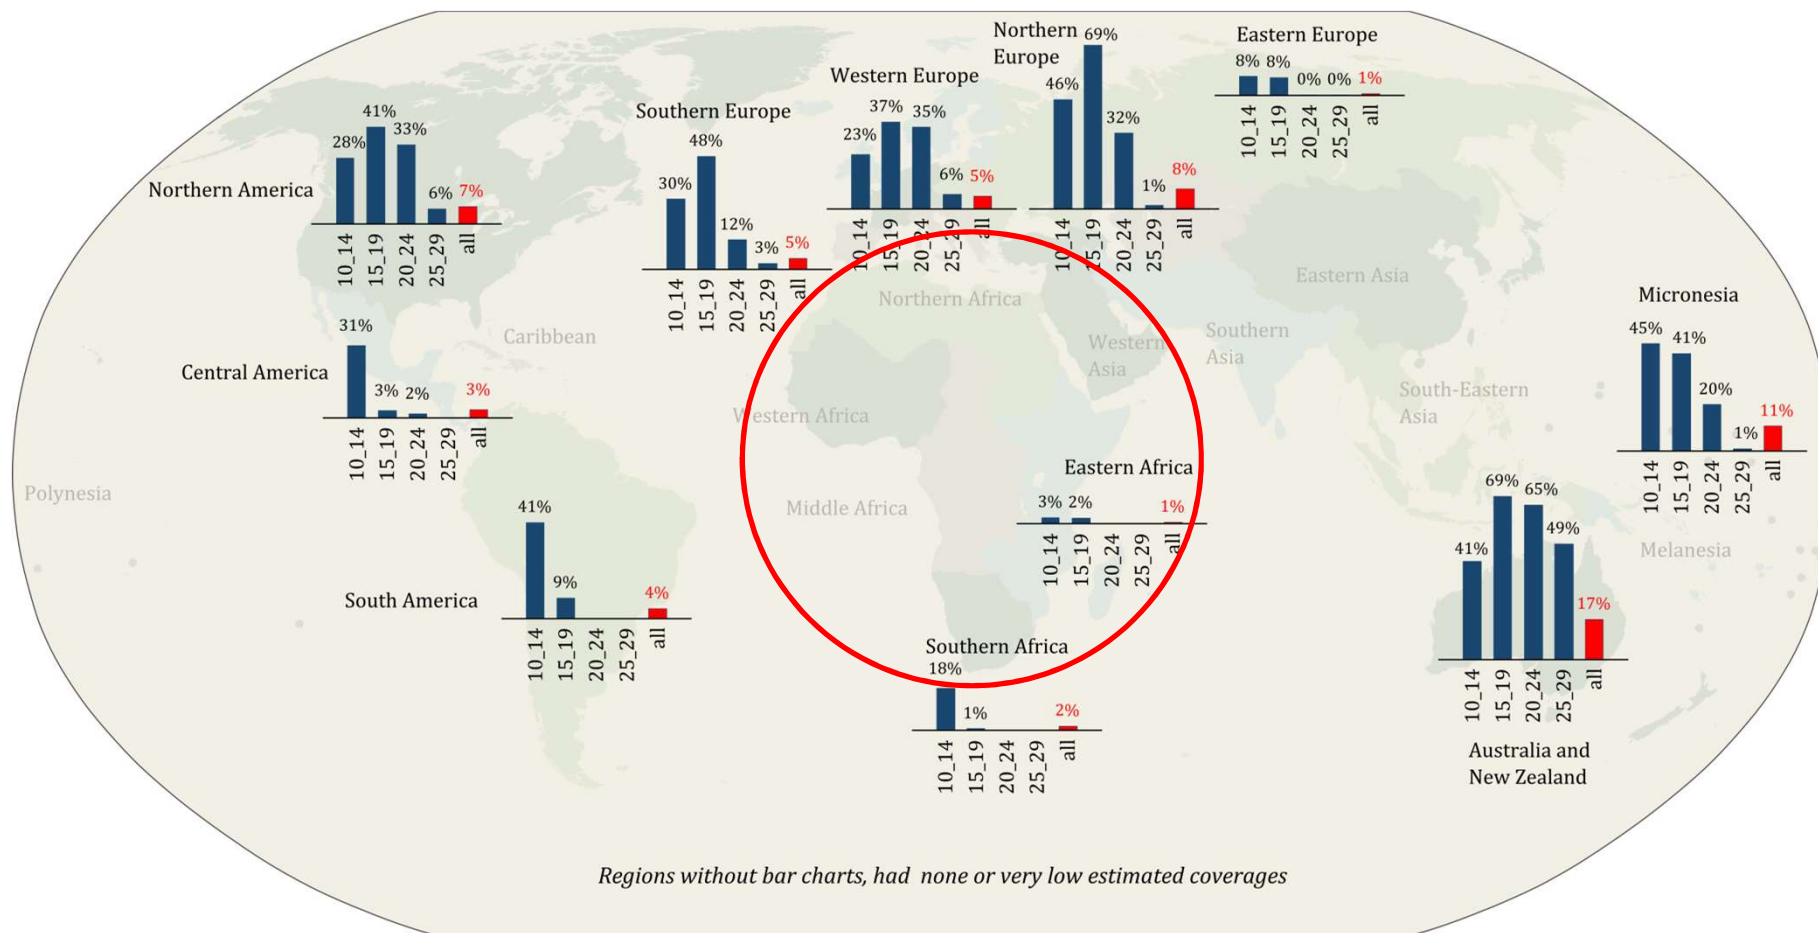 Northern
Europe
69%
46%
32%
1%
8%
10_14
15_19
20_24
25_29
all
Eastern Europe
8%
8%
0%
0%
1%
10_14
15_19
20_24
25_29
all
Western Europe
23%
37%
35%
6%
5%
10_14
15_19
20_24
25_29
all
Southern Europe
30%
48%
12%
3%
5%
10_14
15_19
20_24
25_29
all
Northern America
28%
41%
33%
6%
7%
10_14
15_19
20_24
25_29
all
Northern Africa
Eastern Asia
Micronesia
45%
41%
20%
1%
11%
10_14
15_19
20_24
25_29
all
Caribbean
Western
Asia
Southern
Asia
Central America
31%
3%
2%
3%
10_14
15_19
20_24
25_29
all
Western Africa
South-Eastern
Asia
Eastern Africa
3%
2%
1%
10_14
15_19
20_24
25_29
all
Polynesia
Middle Africa
Melanesia
South America
41%
9%
4%
10_14
15_19
20_24
25_29
all
41%
69%
65%
49%
17%
10_14
15_19
20_24
25_29
all
Australia and
New Zealand
Southern Africa
18%
1%
2%
10_14
15_19
20_24
25_29
all
Regions without bar charts, had none or very low estimated coverages